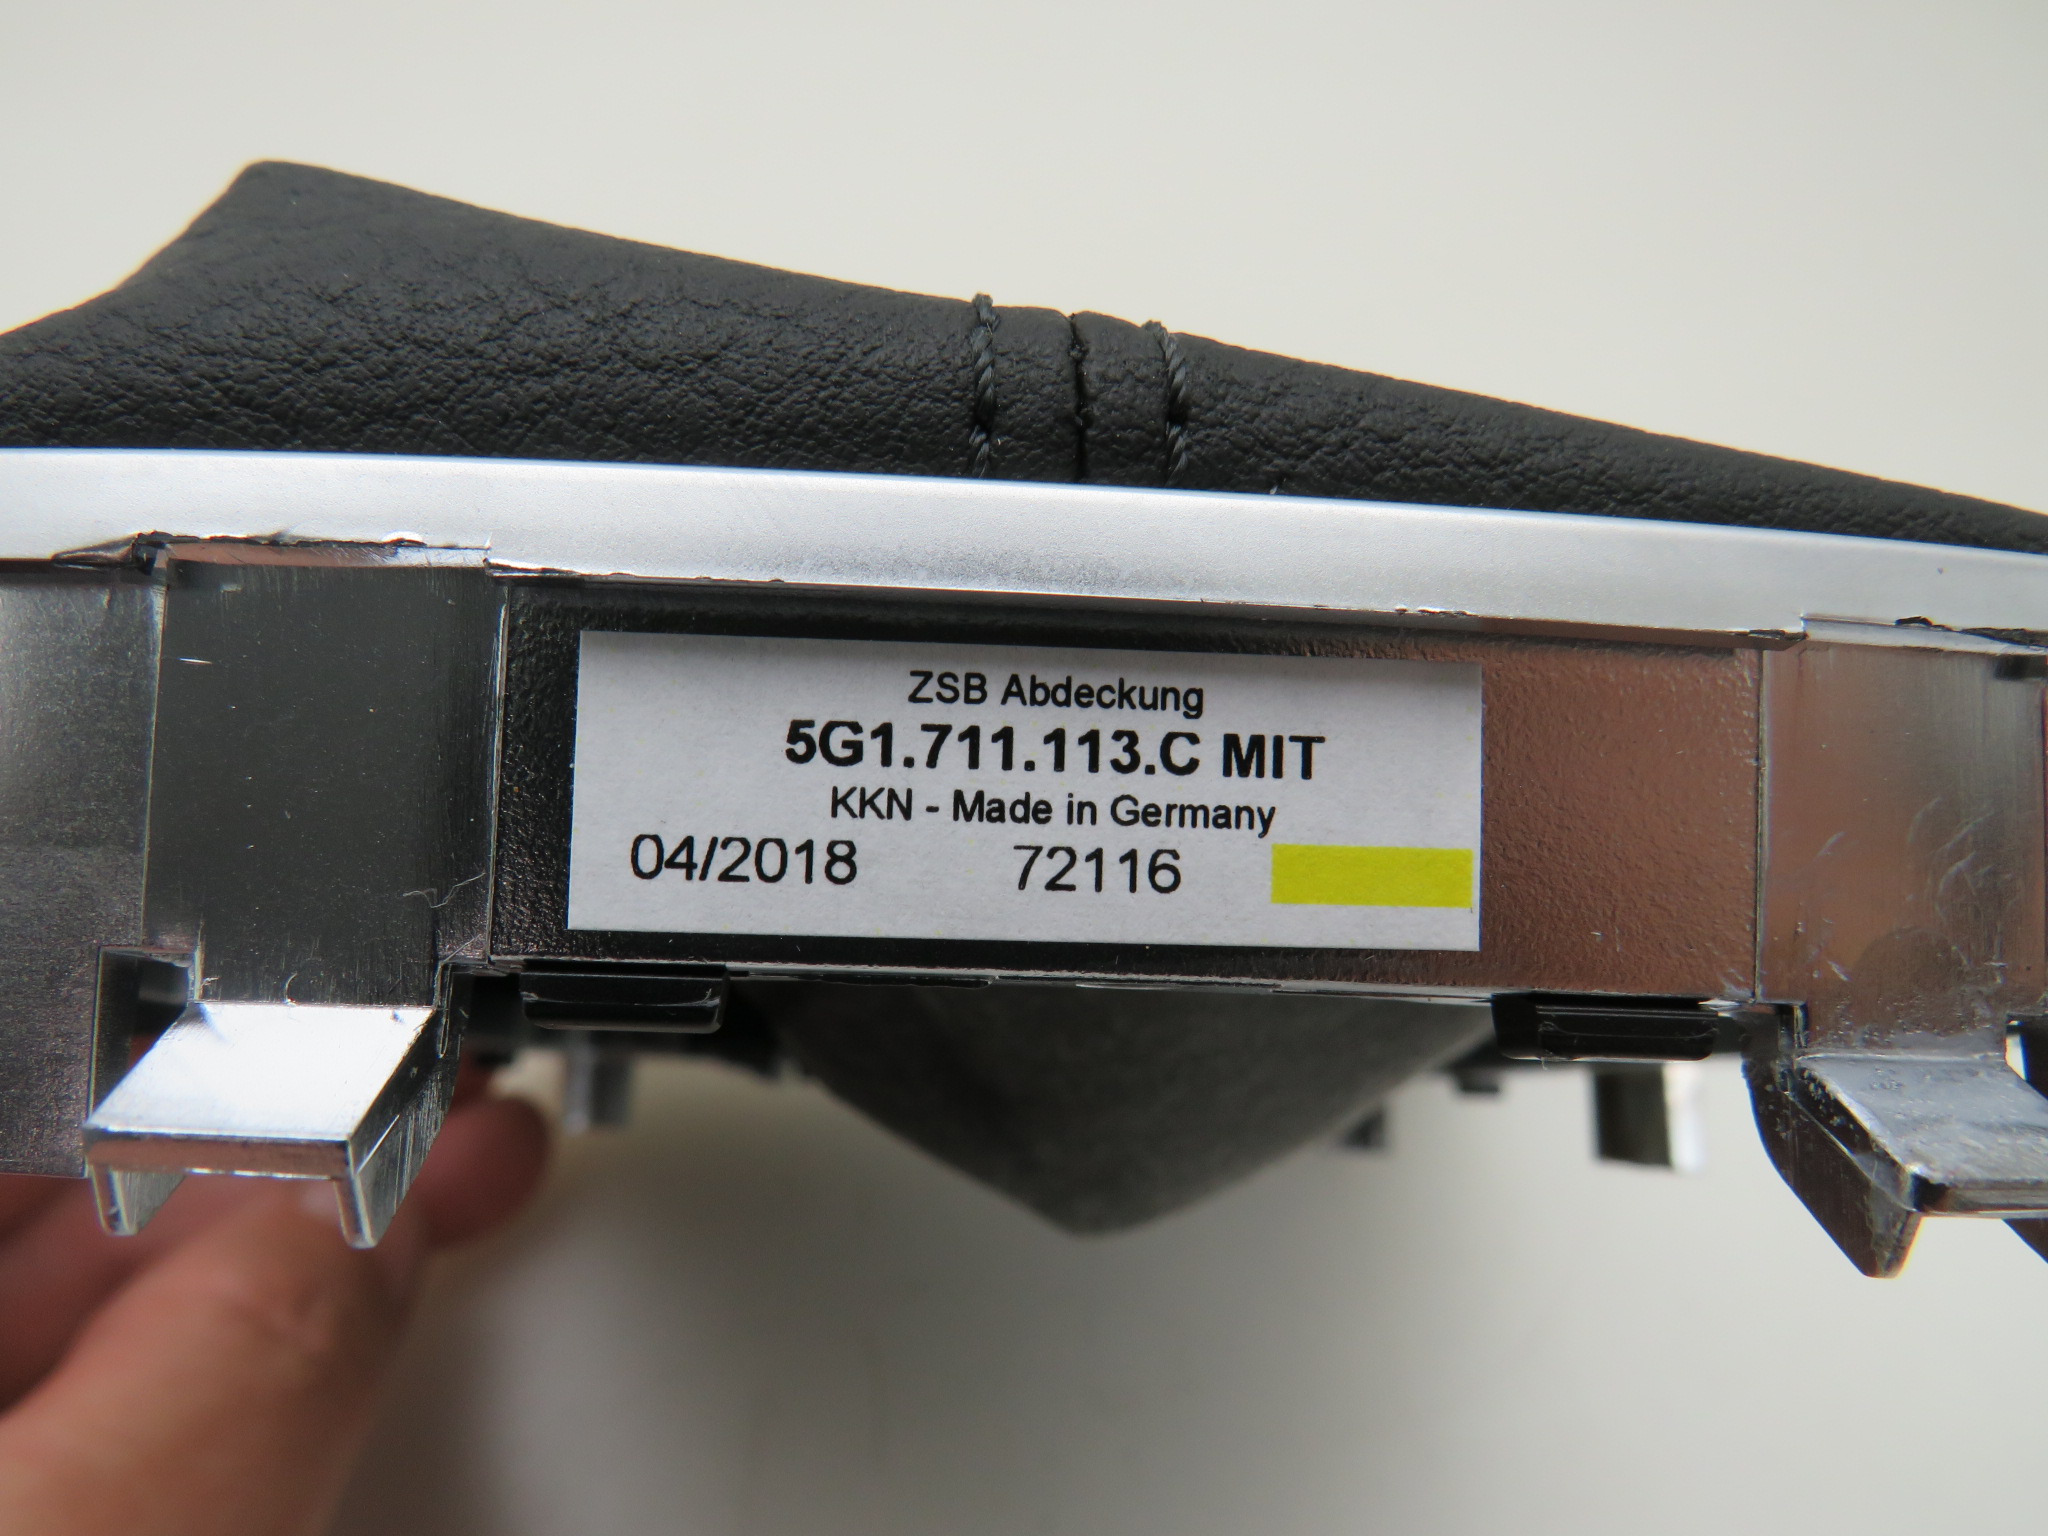 ZSB Abdeckung
5G1.711.113.C MIT
KKN - Made in Germany
04/2018 72116